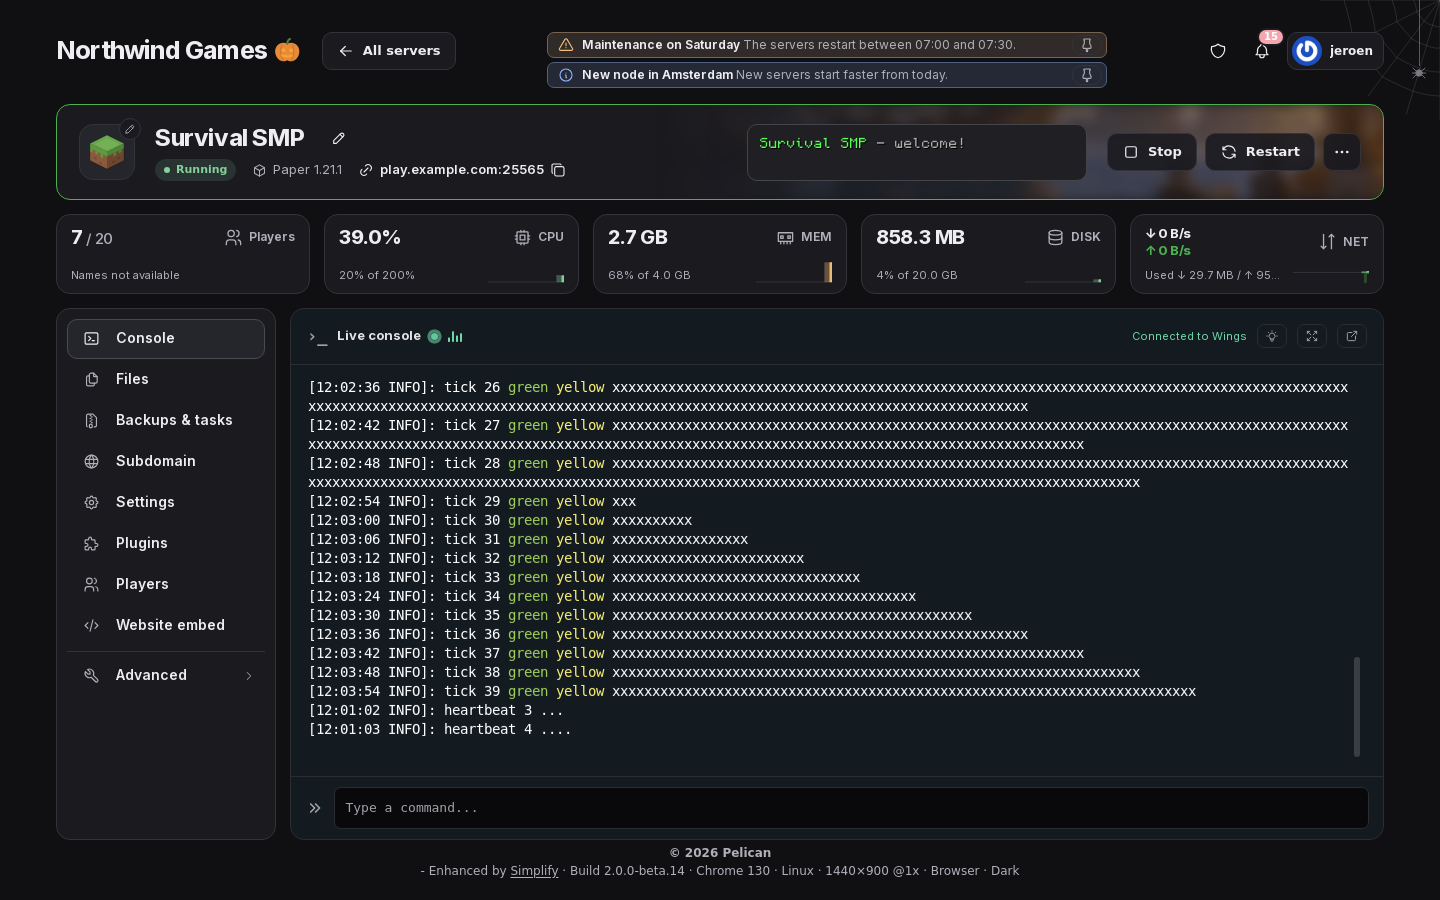 Northwind Games 🎃
All servers
Maintenance on Saturday The servers restart between 07:00 and 07:30.
New node in Amsterdam New servers start faster from today.
15
jeroen
Survival SMP
Running
Paper 1.21.1
play.example.com:25565
Survival SMP - welcome!
Stop
Restart
7 / 20
Players
Names not available
39.0%
CPU
20% of 200%
2.7 GB
MEM
68% of 4.0 GB
858.3 MB
DISK
4% of 20.0 GB
↓ 0 B/s
↑ 0 B/s
NET
Used ↓ 29.7 MB / ↑ 95...
Console
Files
Backups & tasks
Subdomain
Settings
Plugins
Players
Website embed
Advanced
Live console
Connected to Wings
[12:02:36 INFO]: tick 26 green yellow xxxxxxxxxxxxxxxxxxxxxxxxxxxxxxxxxxxxxxxxxxxxxxxxxxxxxxxxxxxxxxxxxxxxxxxxxxxxxxxxxxxxxxxxxxxx
xxxxxxxxxxxxxxxxxxxxxxxxxxxxxxxxxxxxxxxxxxxxxxxxxxxxxxxxxxxxxxxxxxxxxxxxxxxxxxxxxxxxxxxxxx
[12:02:42 INFO]: tick 27 green yellow xxxxxxxxxxxxxxxxxxxxxxxxxxxxxxxxxxxxxxxxxxxxxxxxxxxxxxxxxxxxxxxxxxxxxxxxxxxxxxxxxxxxxxxxxxxx
xxxxxxxxxxxxxxxxxxxxxxxxxxxxxxxxxxxxxxxxxxxxxxxxxxxxxxxxxxxxxxxxxxxxxxxxxxxxxxxxxxxxxxxxxxxxxxxxx
[12:02:48 INFO]: tick 28 green yellow xxxxxxxxxxxxxxxxxxxxxxxxxxxxxxxxxxxxxxxxxxxxxxxxxxxxxxxxxxxxxxxxxxxxxxxxxxxxxxxxxxxxxxxxxxxx
xxxxxxxxxxxxxxxxxxxxxxxxxxxxxxxxxxxxxxxxxxxxxxxxxxxxxxxxxxxxxxxxxxxxxxxxxxxxxxxxxxxxxxxxxxxxxxxxxxxxxxxx
[12:02:54 INFO]: tick 29 green yellow xxx
[12:03:00 INFO]: tick 30 green yellow xxxxxxxxxx
[12:03:06 INFO]: tick 31 green yellow xxxxxxxxxxxxxxxxx
[12:03:12 INFO]: tick 32 green yellow xxxxxxxxxxxxxxxxxxxxxxxx
[12:03:18 INFO]: tick 33 green yellow xxxxxxxxxxxxxxxxxxxxxxxxxxxxxxx
[12:03:24 INFO]: tick 34 green yellow xxxxxxxxxxxxxxxxxxxxxxxxxxxxxxxxxxxxxx
[12:03:30 INFO]: tick 35 green yellow xxxxxxxxxxxxxxxxxxxxxxxxxxxxxxxxxxxxxxxxxxxxx
[12:03:36 INFO]: tick 36 green yellow xxxxxxxxxxxxxxxxxxxxxxxxxxxxxxxxxxxxxxxxxxxxxxxxxxxx
[12:03:42 INFO]: tick 37 green yellow xxxxxxxxxxxxxxxxxxxxxxxxxxxxxxxxxxxxxxxxxxxxxxxxxxxxxxxxxxx
[12:03:48 INFO]: tick 38 green yellow xxxxxxxxxxxxxxxxxxxxxxxxxxxxxxxxxxxxxxxxxxxxxxxxxxxxxxxxxxxxxxxxxx
[12:03:54 INFO]: tick 39 green yellow xxxxxxxxxxxxxxxxxxxxxxxxxxxxxxxxxxxxxxxxxxxxxxxxxxxxxxxxxxxxxxxxxxxxxxxxx
[12:01:02 INFO]: heartbeat 3 ...
[12:01:03 INFO]: heartbeat 4 ....
Type a command...
© 2026 Pelican
- Enhanced by Simplify · Build 2.0.0-beta.14 · Chrome 130 · Linux · 1440×900 @1x · Browser · Dark